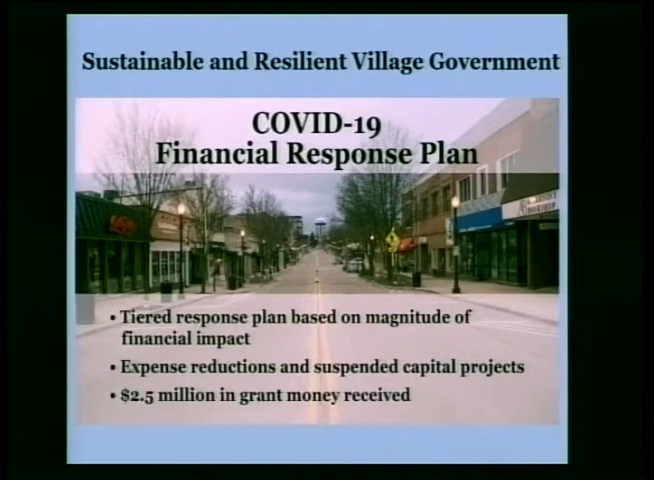 Sustainable and Resilient Village Government
COVID-19
Financial Response Plan
• Tiered response plan based on magnitude of
financial impact
• Expense reductions and suspended capital projects
• $2.5 million in grant money received